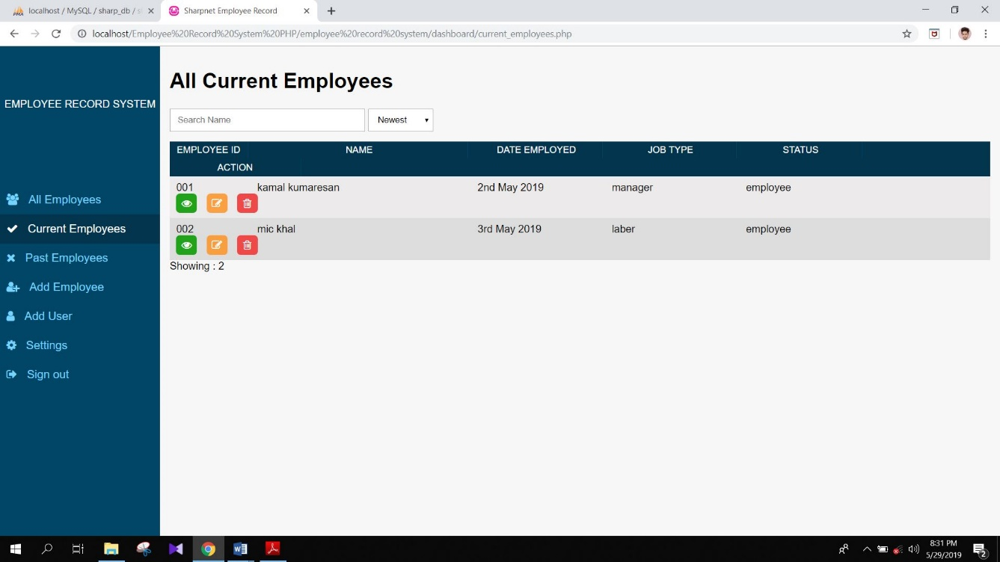 localhost / MySQL / sharp_db / s
Sharpnet Employee Record
localhost/Employee%20Record%20System%20PHP/employee%20record%20system/dashboard/current_employees.php
EMPLOYEE RECORD SYSTEM
All Employees
Current Employees
Past Employees
Add Employee
Add User
Settings
Sign out
All Current Employees
Search Name Newest
EMPLOYEE ID NAME DATE EMPLOYED JOB TYPE STATUS
ACTION
001 kamal kumaresan 2nd May 2019 manager employee
002 mic khal 3rd May 2019 laber employee
Showing : 2
8:31 PM
5/29/2019
2